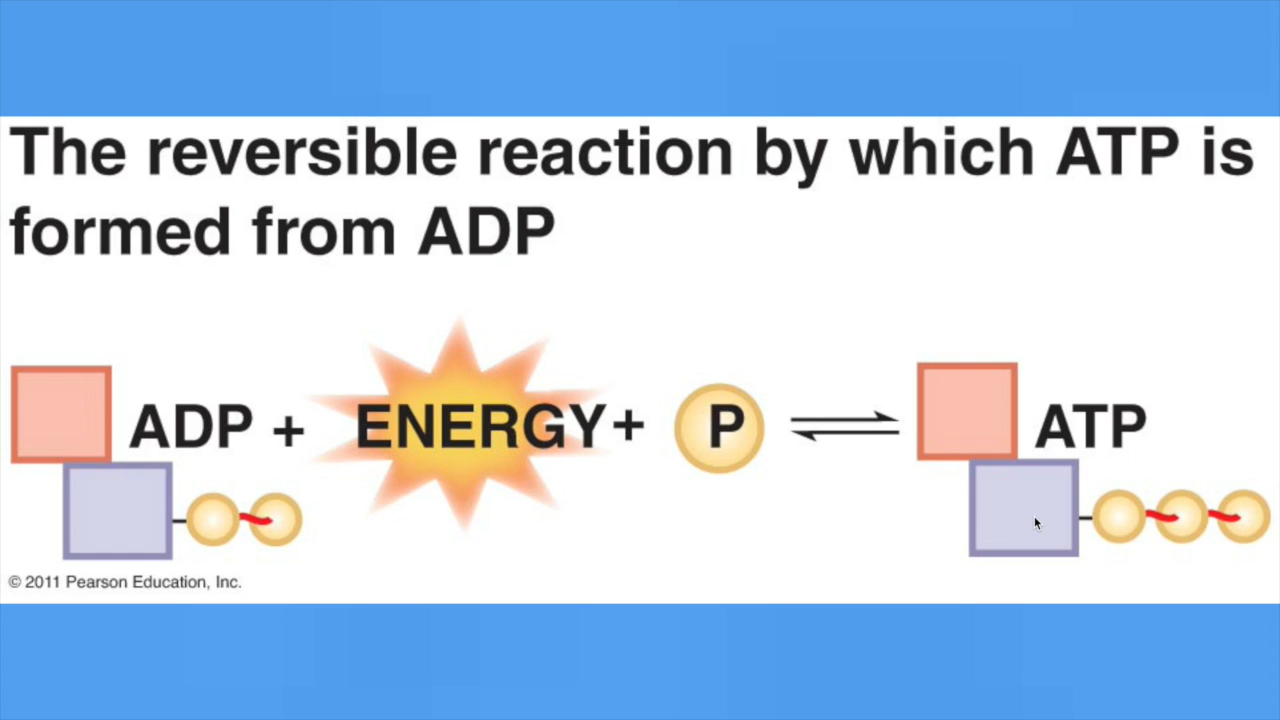 The reversible reaction by which ATP is
formed from ADP
ADP + ENERGY + P ⇌ ATP
© 2011 Pearson Education, Inc.